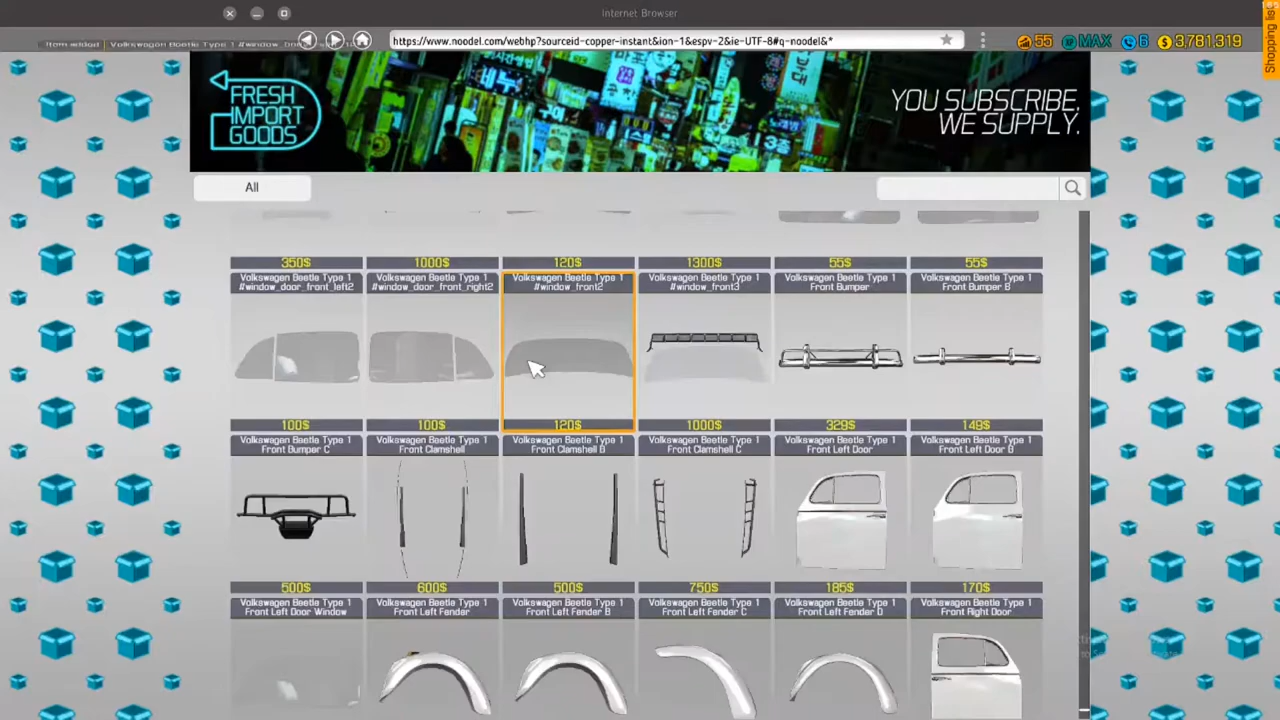 Internet Browser
Item added
Volkswagen Beetle Type 1
https://www.noodel.com/webhp?sourceid-copper-instant&ion-1&espv-2&ie-UTF-8#q-noodel&*
55 MAX 6 $ 3,781,319
Shopping list
FRESH
IMPORT
GOODS
YOU SUBSCRIBE,
WE SUPPLY.
All
350$ 1000$ 120$ 1300$ 55$ 55$
Volkswagen Beetle Type 1
#window_door_front_left2
Volkswagen Beetle Type 1
#window_door_front_right2
Volkswagen Beetle Type 1
#window_front2
Volkswagen Beetle Type 1
#window_front3
Volkswagen Beetle Type 1
Front Bumper
Volkswagen Beetle Type 1
Front Bumper B
100$ 100$ 120$ 1000$ 329$ 149$
Volkswagen Beetle Type 1
Front Bumper C
Volkswagen Beetle Type 1
Front Clamshell
Volkswagen Beetle Type 1
Front Clamshell B
Volkswagen Beetle Type 1
Front Clamshell C
Volkswagen Beetle Type 1
Front Left Door
Volkswagen Beetle Type 1
Front Left Door B
500$ 600$ 500$ 750$ 185$ 170$
Volkswagen Beetle Type 1
Front Left Door Window
Volkswagen Beetle Type 1
Front Left Fender
Volkswagen Beetle Type 1
Front Left Fender B
Volkswagen Beetle Type 1
Front Left Fender C
Volkswagen Beetle Type 1
Front Left Fender D
Volkswagen Beetle Type 1
Front Right Door